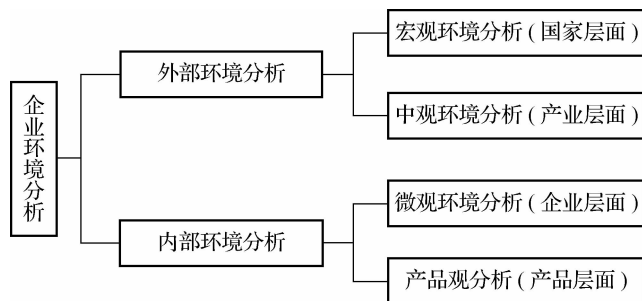 企业环境分析
外部环境分析
宏观环境分析(国家层面)
中观环境分析(产业层面)
内部环境分析
微观环境分析(企业层面)
产品观分析(产品层面)